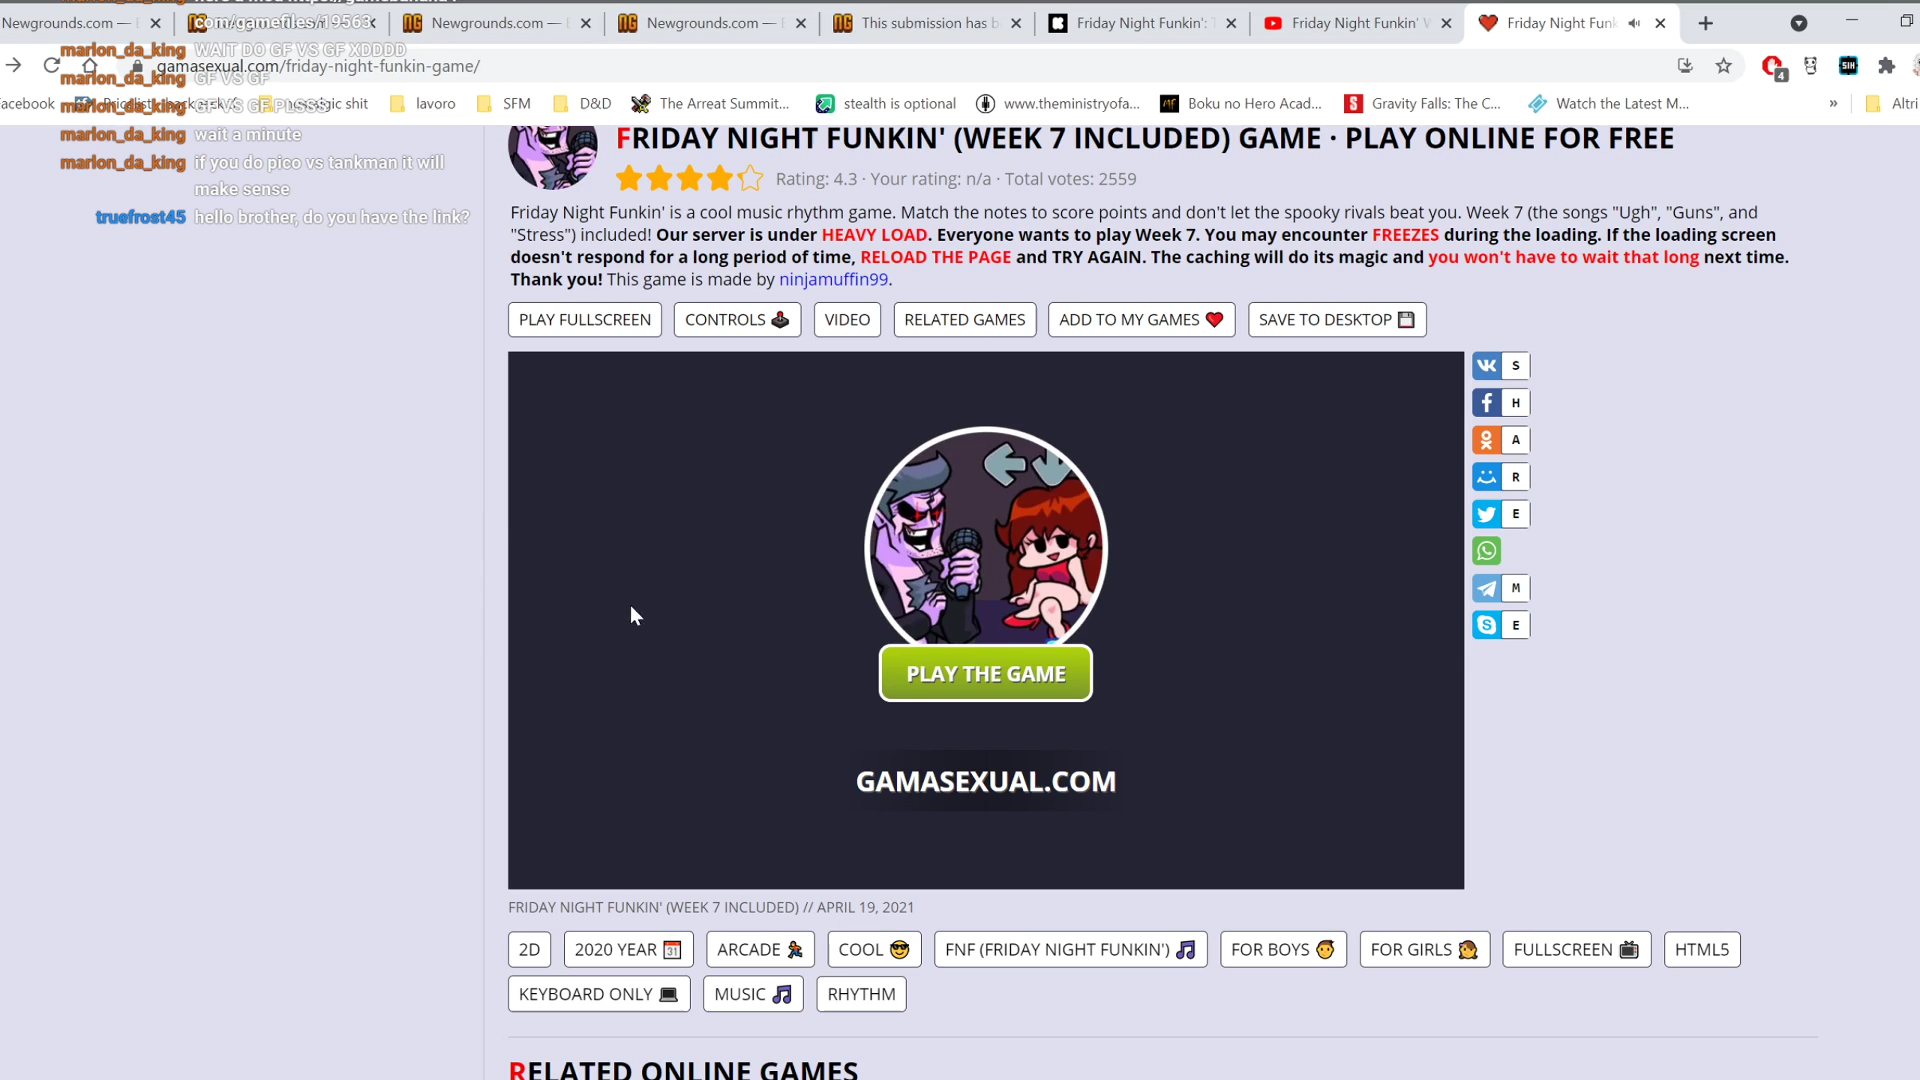 Newgrounds.com — E
com/gamefiles/19563
Newgrounds.com — E
Newgrounds.com — E
This submission has b
Friday Night Funkin': T
Friday Night Funkin' W
Friday Night Funk
marlon_da_king WAIT DO GF VS GF XDDDD
gamasexual.com/friday-night-funkin-game/
marlon_da_king GF VS GF
4
SIH
acebook
nostalgic shit
lavoro
SFM
D&D
The Arreat Summit...
stealth is optional
www.theministryofa...
Boku no Hero Acad...
Gravity Falls: The C...
Watch the Latest M...
»
Altri
marlon_da_king GF VS GF PLSSSS
marlon_da_king wait a minute
marlon_da_king if you do pico vs tankman it will
make sense
truefrost45 hello brother, do you have the link?
FRIDAY NIGHT FUNKIN' (WEEK 7 INCLUDED) GAME · PLAY ONLINE FOR FREE
Rating: 4.3 · Your rating: n/a · Total votes: 2559
Friday Night Funkin' is a cool music rhythm game. Match the notes to score points and don't let the spooky rivals beat you. Week 7 (the songs "Ugh", "Guns", and
"Stress") included! Our server is under HEAVY LOAD. Everyone wants to play Week 7. You may encounter FREEZES during the loading. If the loading screen
doesn't respond for a long period of time, RELOAD THE PAGE and TRY AGAIN. The caching will do its magic and you won't have to wait that long next time.
Thank you! This game is made by ninjamuffin99.
PLAY FULLSCREEN
CONTROLS
VIDEO
RELATED GAMES
ADD TO MY GAMES
SAVE TO DESKTOP
S
H
A
R
E
M
E
PLAY THE GAME
GAMASEXUAL.COM
FRIDAY NIGHT FUNKIN' (WEEK 7 INCLUDED) // APRIL 19, 2021
2D
2020 YEAR
ARCADE
COOL
FNF (FRIDAY NIGHT FUNKIN')
FOR BOYS
FOR GIRLS
FULLSCREEN
HTML5
KEYBOARD ONLY
MUSIC
RHYTHM
RELATED ONLINE GAMES